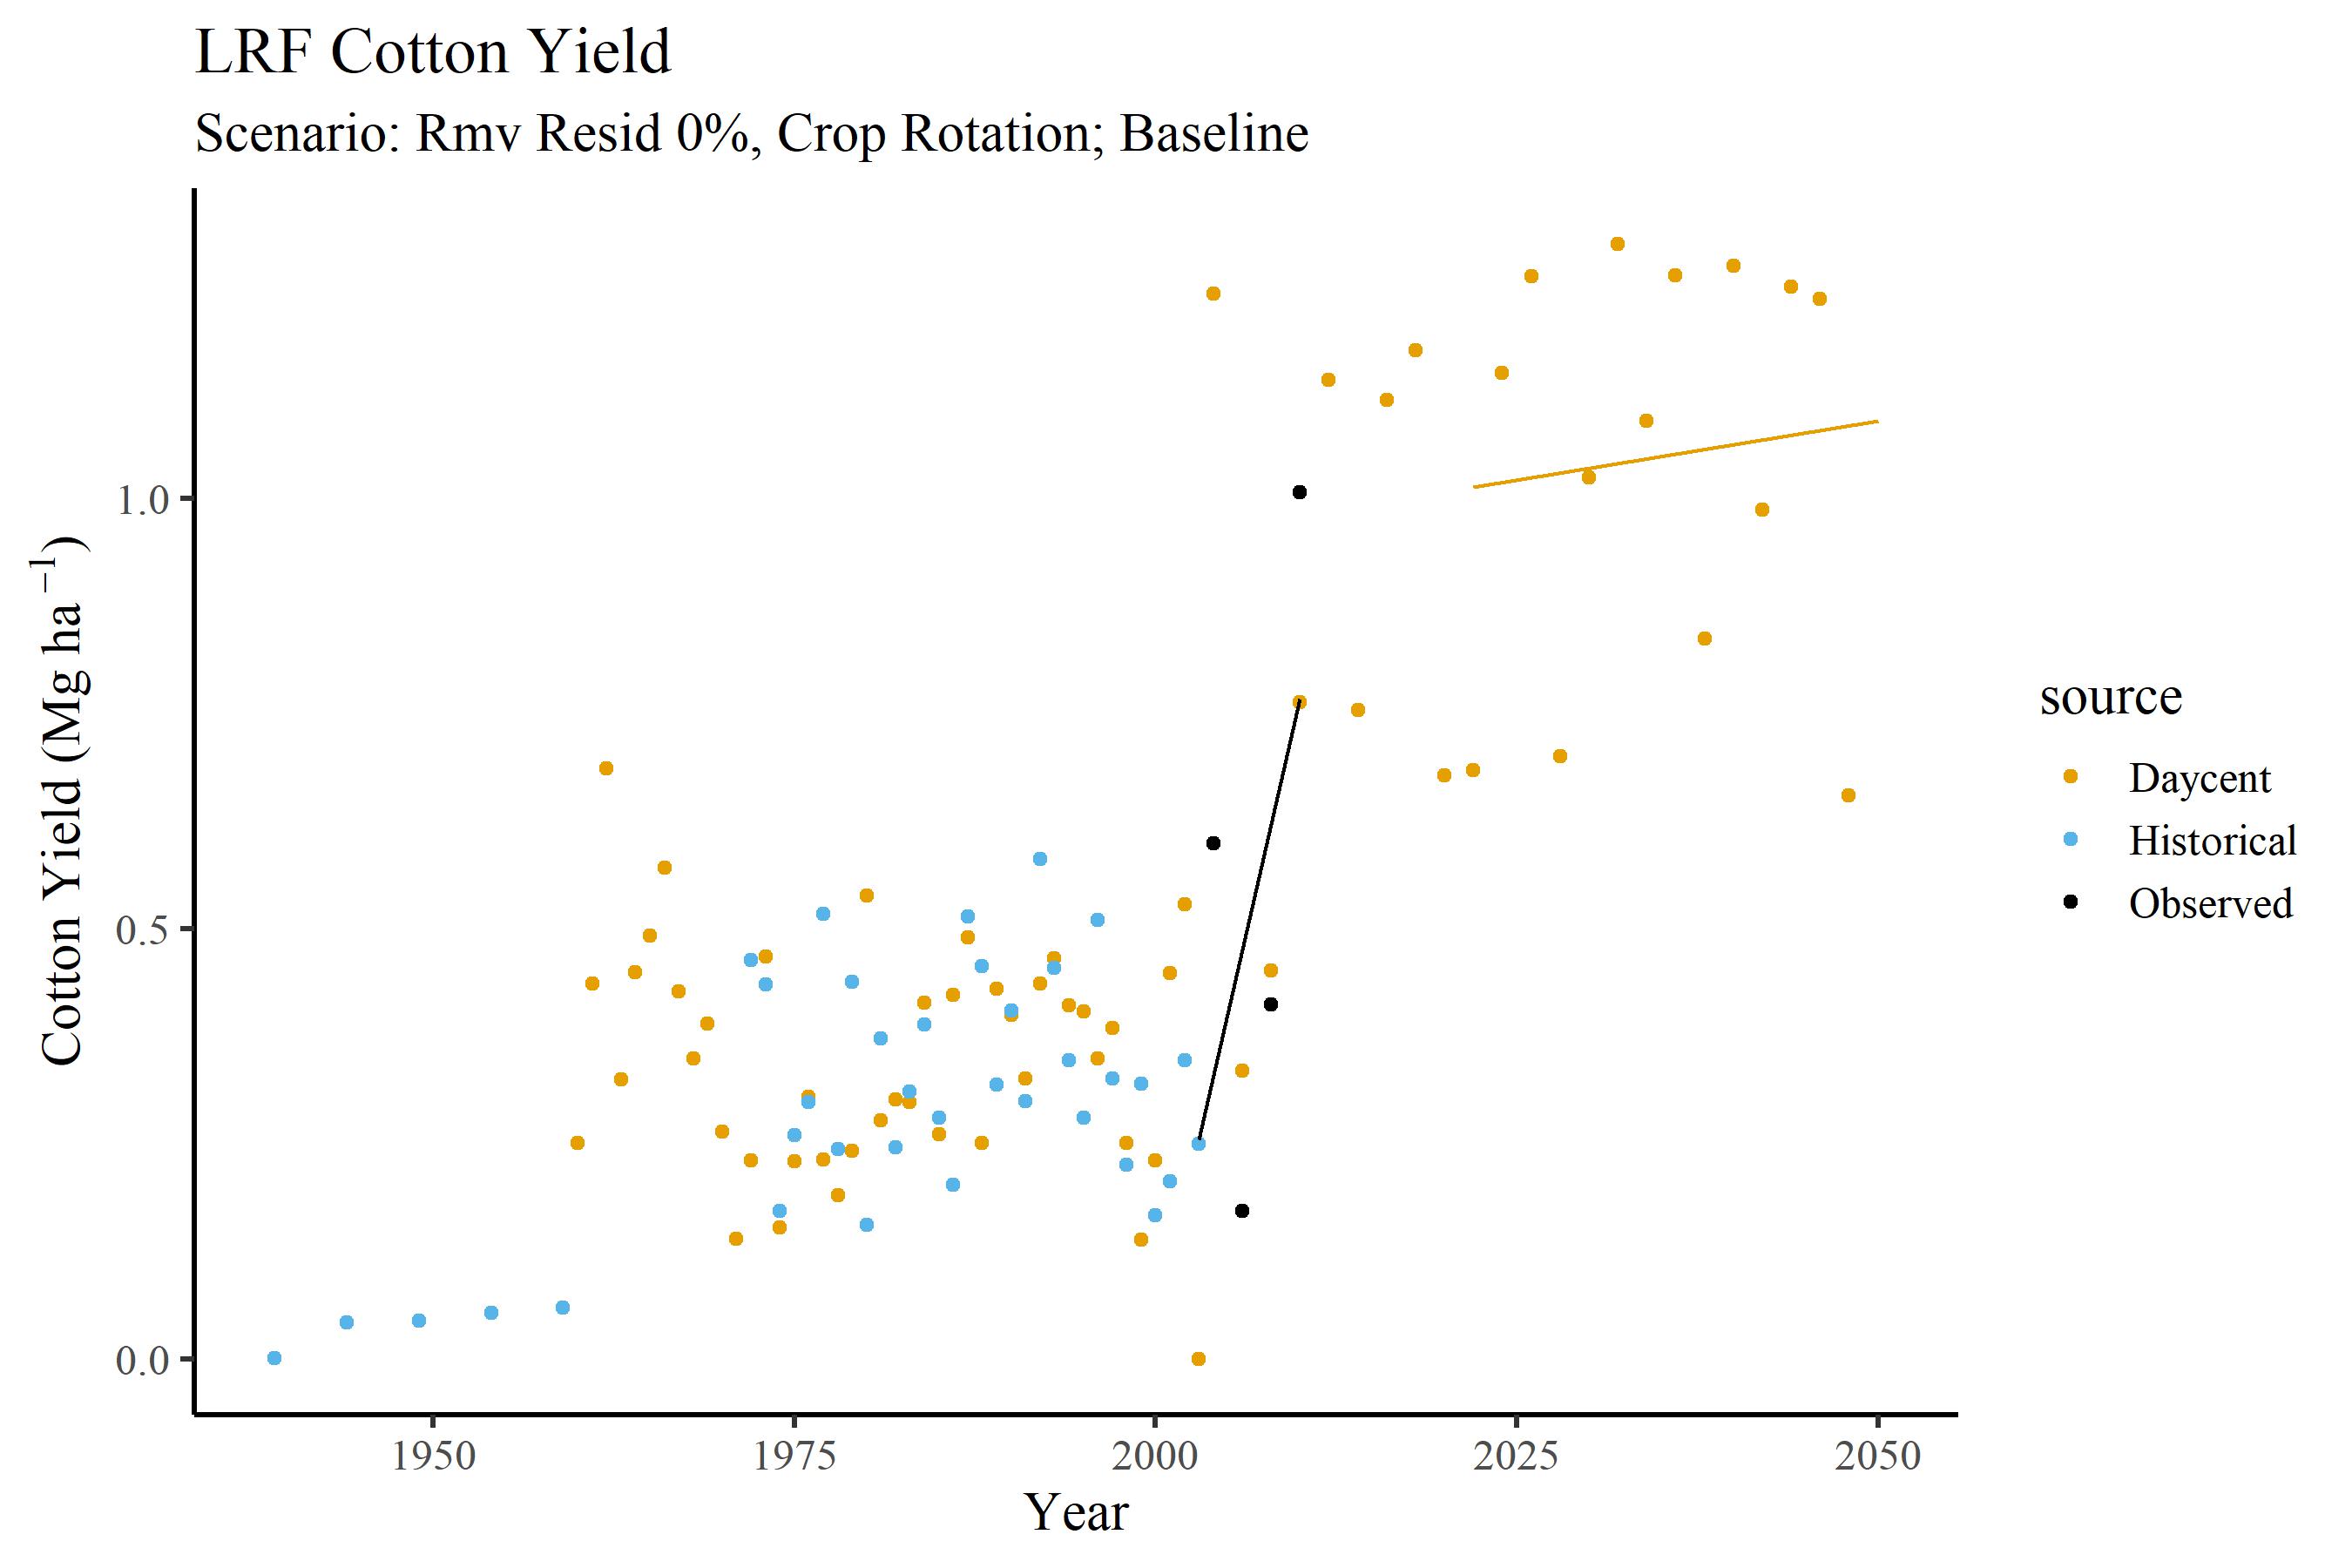 LRF Cotton Yield
Scenario: Rmv Resid 0%, Crop Rotation; Baseline
Cotton Yield (Mg ha⁻¹)
1.0
0.5
0.0
1950 1975 2000 2025 2050
Year
source
Daycent
Historical
Observed